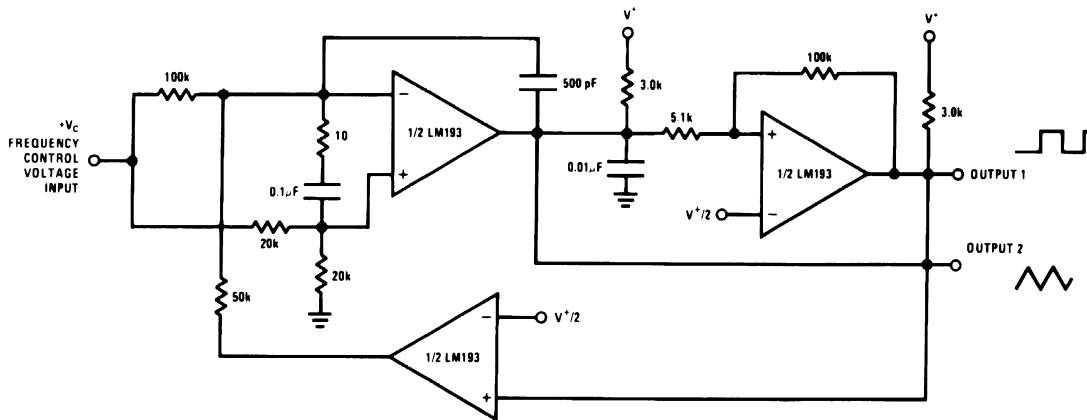 V+
V+
100k
100k
500 pF
3.0k
5.1k
3.0k
+VC
FREQUENCY
CONTROL
VOLTAGE
INPUT
10
−
1/2 LM193
+
0.1μF
0.01μF
+
1/2 LM193
−
V+/2
OUTPUT 1
20k
20k
OUTPUT 2
50k
−
V+/2
1/2 LM193
+